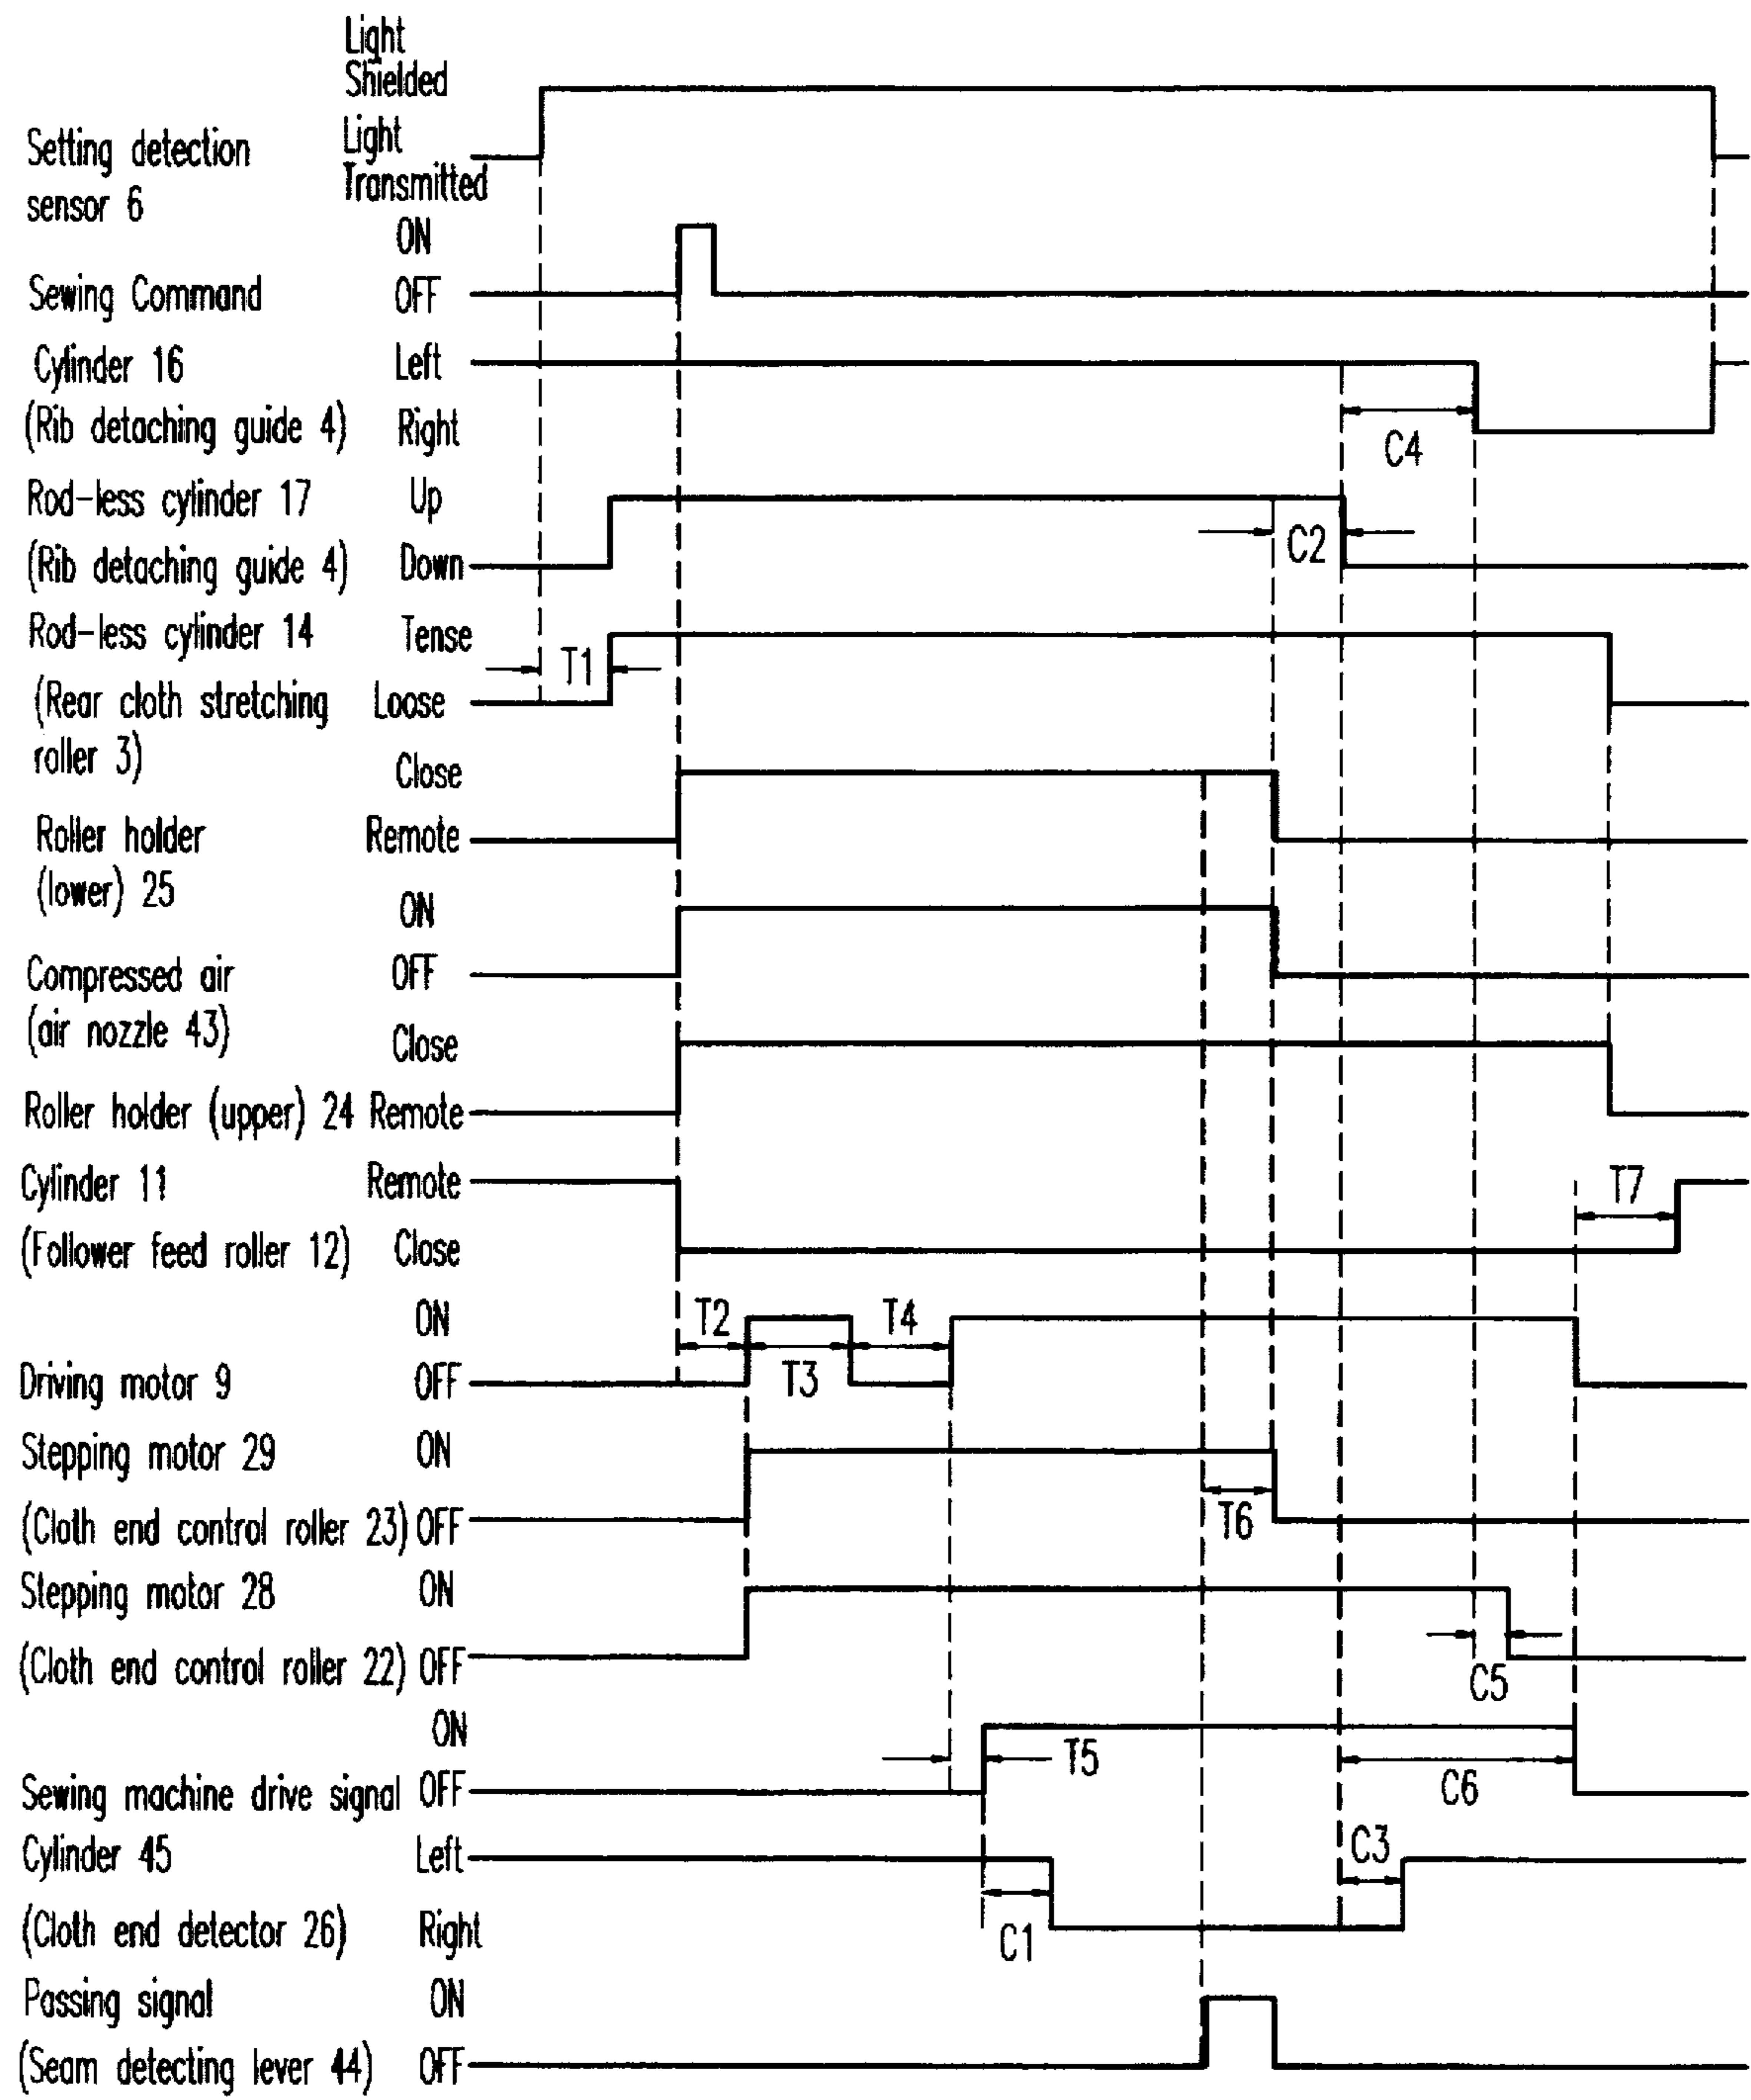 Light
Shielded
Setting detection
sensor 6
Light
Transmitted
ON
Sewing Command OFF
Cylinder 16 Left
(Rib detaching guide 4) Right
C4
Rod-less cylinder 17 Up
C2
(Rib detaching guide 4) Down
Rod-less cylinder 14 Tense
T1
(Rear cloth stretching
roller 3)
Loose
Close
Roller holder
(lower) 25
Remote
ON
Compressed air
(air nozzle 43)
OFF
Close
Roller holder (upper) 24 Remote
Cylinder 11 Remote
T7
(Follower feed roller 12) Close
ON
T2 T4
Driving motor 9 OFF
T3
Stepping motor 29 ON
(Cloth end control roller 23) OFF
T6
Stepping motor 28 ON
(Cloth end control roller 22) OFF
C5
ON
T5
Sewing machine drive signal OFF
C6
Cylinder 45 Left
C3
(Cloth end detector 26) Right
C1
Passing signal ON
(Seam detecting lever 44) OFF